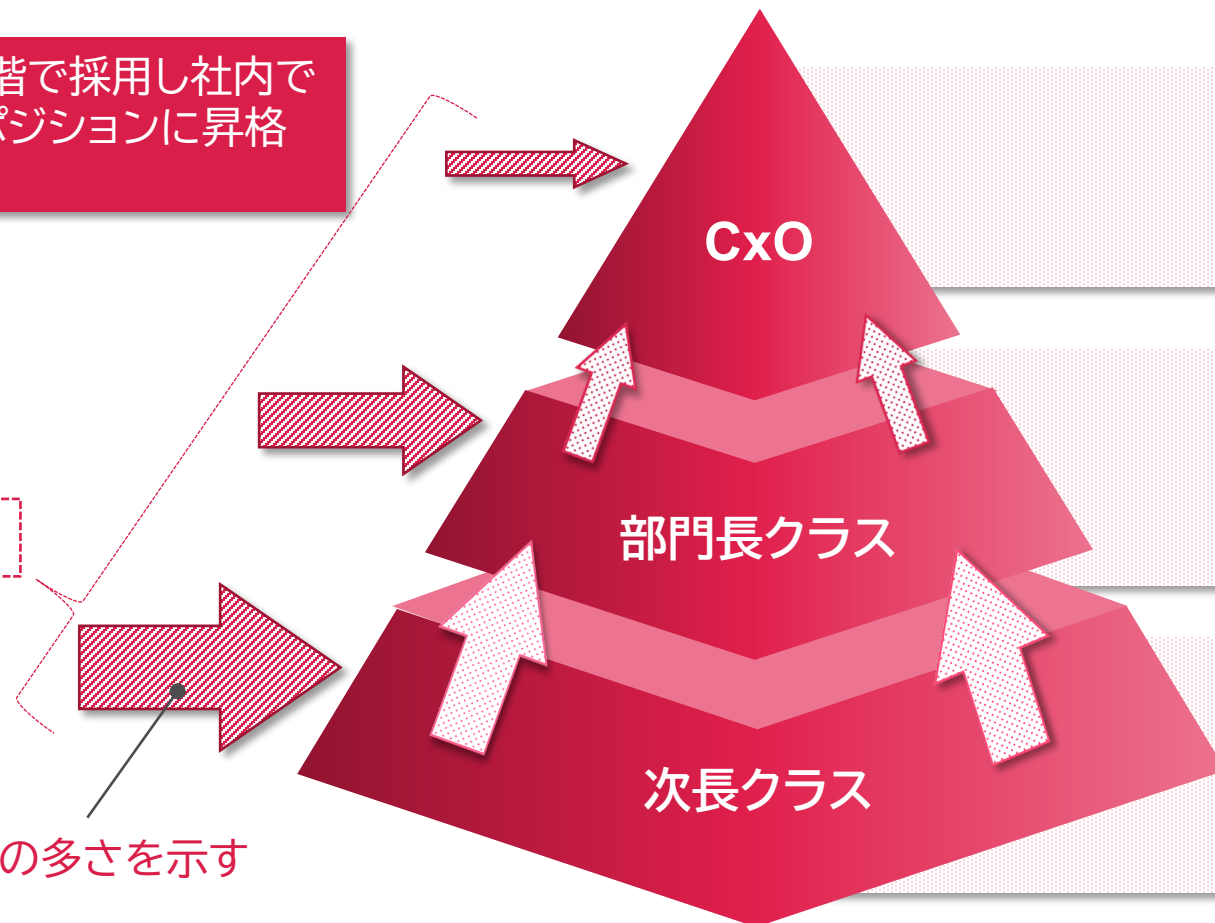 階で採用し社内で
ポジションに昇格
CxO
部門長クラス
次長クラス
の多さを示す